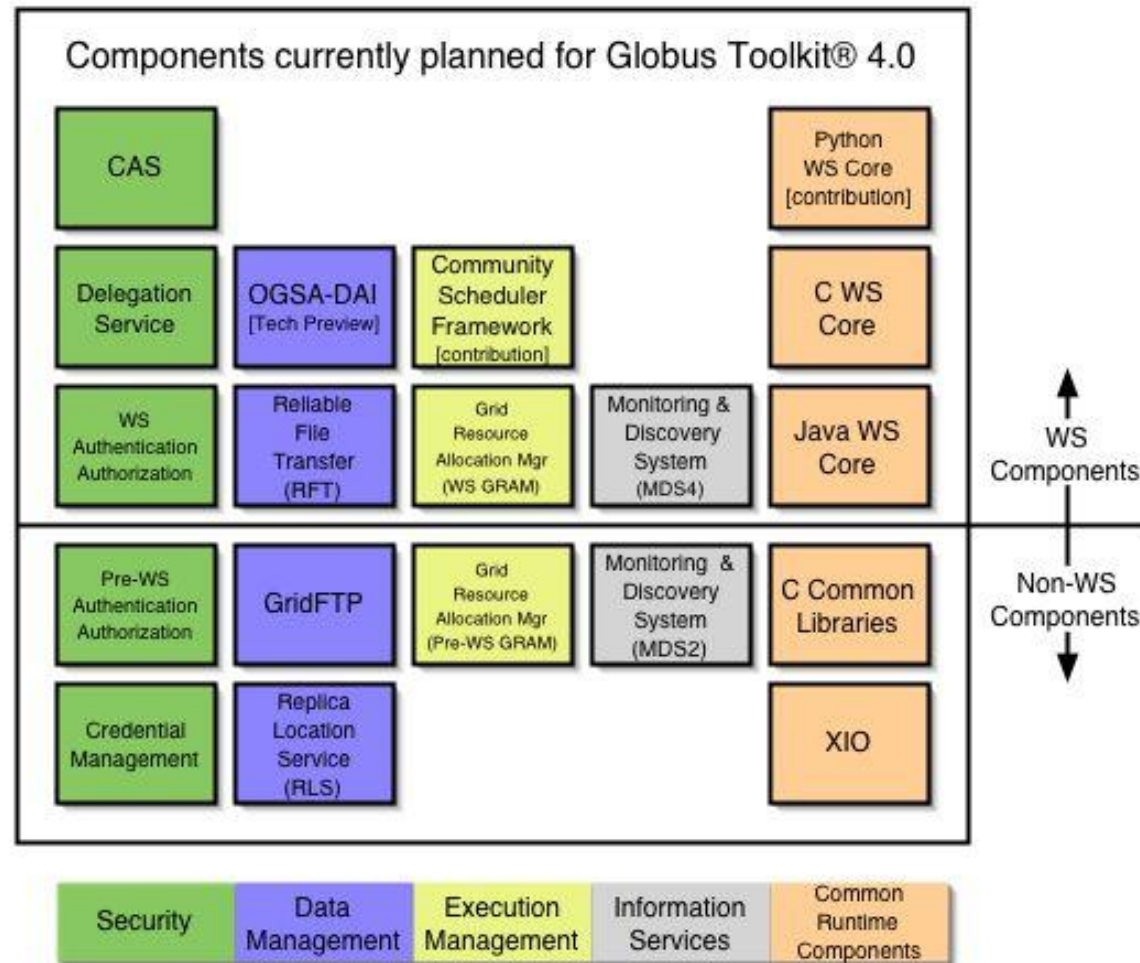 Components currently planned for Globus Toolkit® 4.0
CAS
Python
WS Core
[contribution]
Delegation
Service
OGSA-DAI
[Tech Preview]
Community
Scheduler
Framework
[contribution]
C WS
Core
WS
Authentication
Authorization
Reliable
File
Transfer
(RFT)
Grid
Resource
Allocation Mgr
(WS GRAM)
Monitoring &
Discovery
System
(MDS4)
Java WS
Core
WS
Components
Pre-WS
Authentication
Authorization
GridFTP
Grid
Resource
Allocation Mgr
(Pre-WS GRAM)
Monitoring &
Discovery
System
(MDS2)
C Common
Libraries
Non-WS
Components
Credential
Management
Replica
Location
Service
(RLS)
XIO
Security
Data
Management
Execution
Management
Information
Services
Common
Runtime
Components